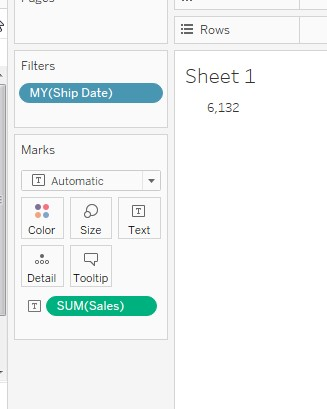 Pages
Rows
Filters
MY(Ship Date)
Sheet 1
6,132
Marks
T Automatic
T
Color Size Text
Detail Tooltip
T SUM(Sales)